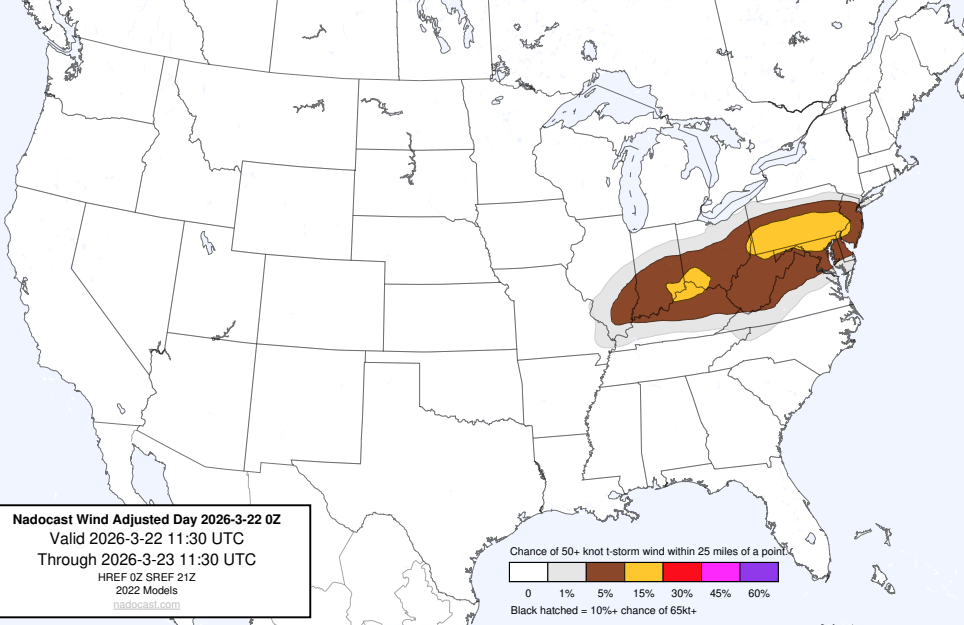 Nadocast Wind Adjusted Day 2026-3-22 0Z
Valid 2026-3-22 11:30 UTC
Through 2026-3-23 11:30 UTC
HREF 0Z SREF 21Z
2022 Models
nadocast.com
Chance of 50+ knot t-storm wind within 25 miles of a point.
0 1% 5% 15% 30% 45% 60%
Black hatched = 10%+ chance of 65kt+